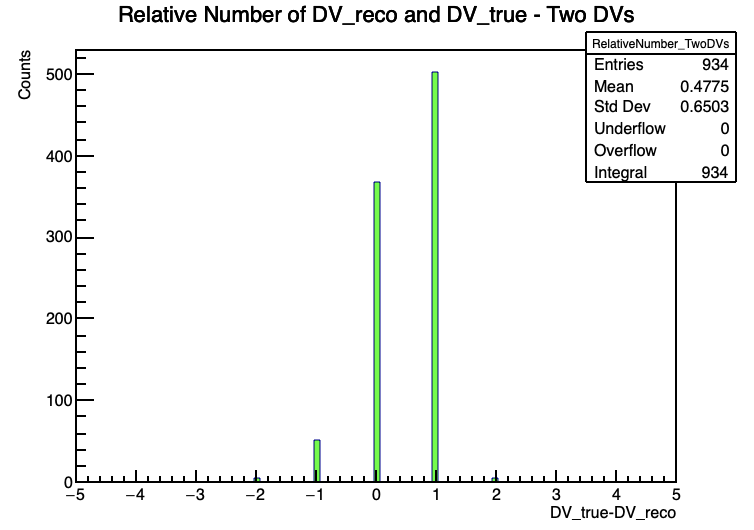 Relative Number of DV_reco and DV_true - Two DVs
RelativeNumber_TwoDVs
Entries 934
Mean 0.4775
Std Dev 0.6503
Underflow 0
Overflow 0
Integral 934
Counts
500
400
300
200
100
0
−5 −4 −3 −2 −1 0 1 2 3 4 5
DV_true-DV_reco